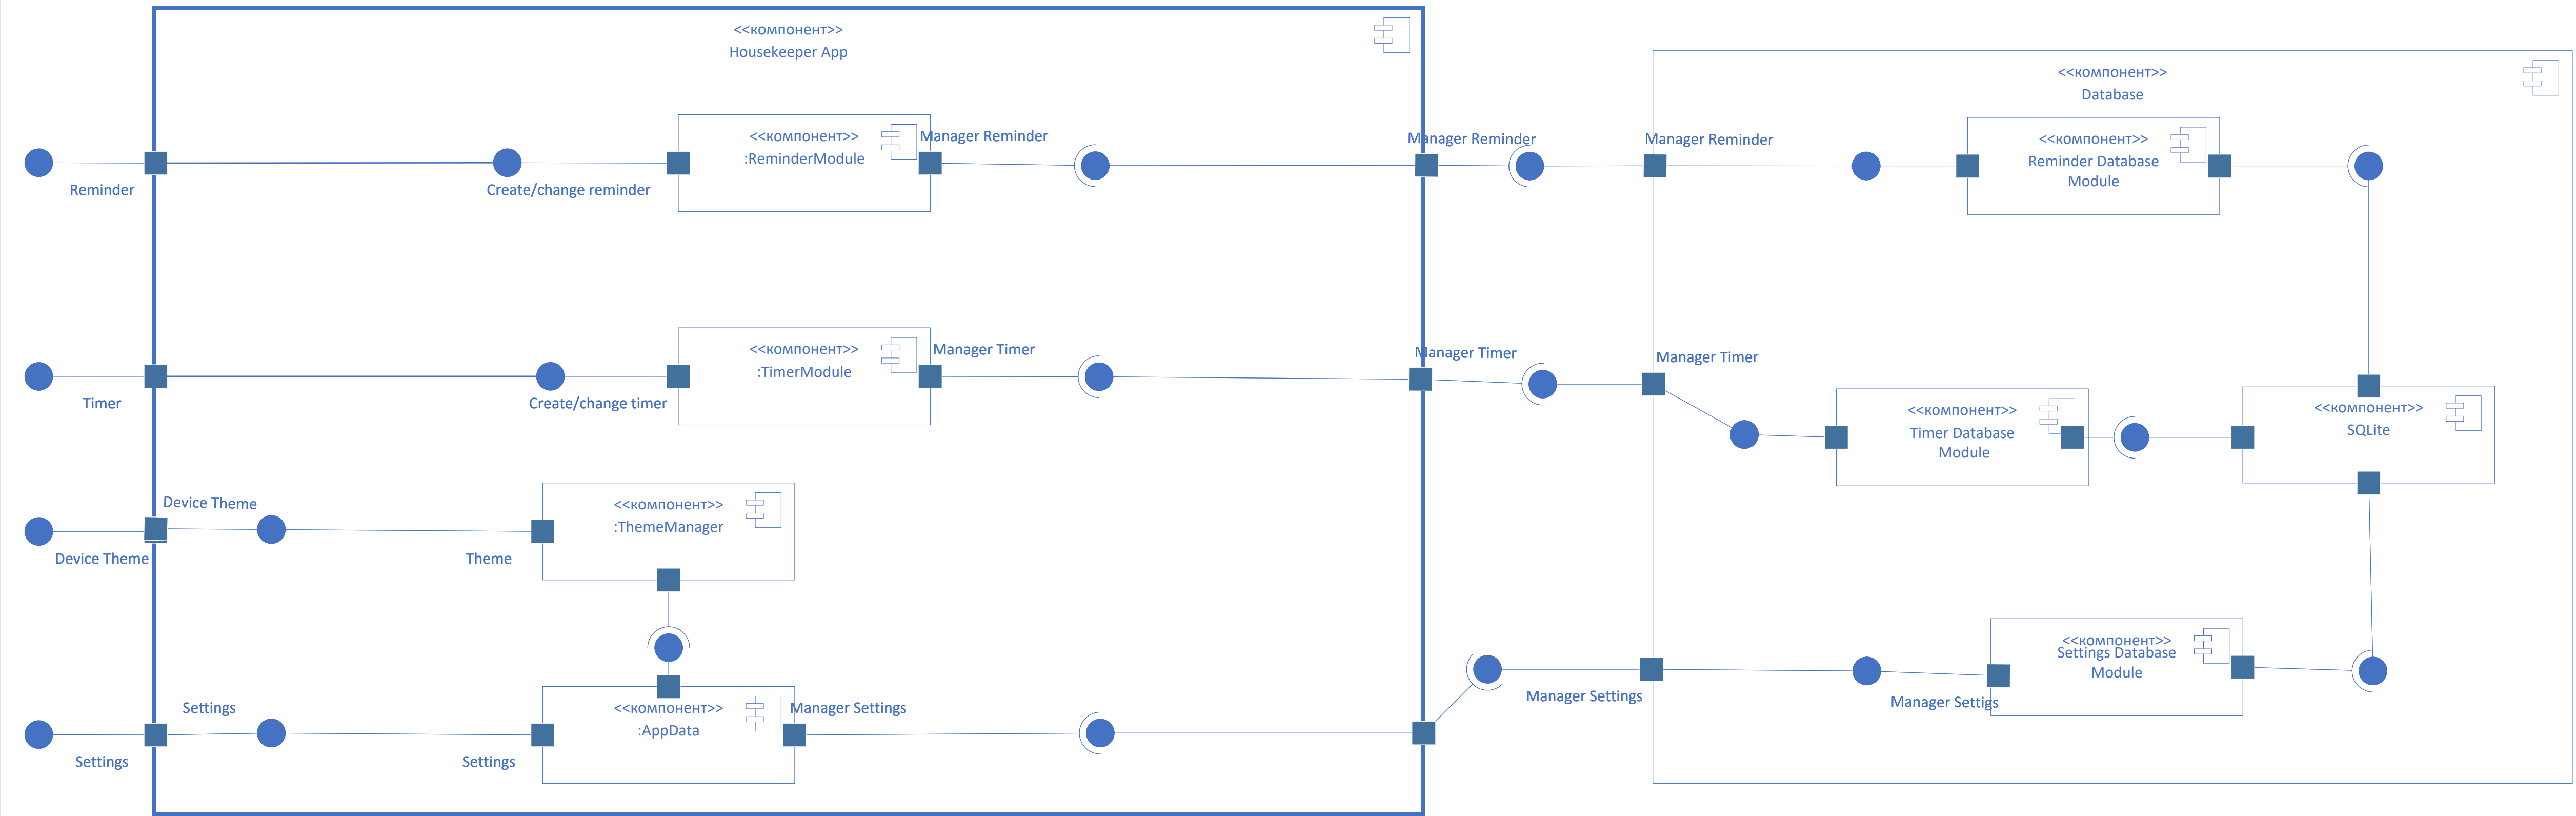 <<компонент>>
Housekeeper App
<<компонент>>
Database
<<компонент>>
:ReminderModule
Manager Reminder
Manager Reminder
Manager Reminder
<<компонент>>
Reminder Database
Module
Reminder
Create/change reminder
<<компонент>>
:TimerModule
Manager Timer
Manager Timer
Manager Timer
Timer
Create/change timer
<<компонент>>
Timer Database
Module
<<компонент>>
SQLite
Device Theme
<<компонент>>
:ThemeManager
Device Theme
Theme
<<компонент>>
Settings Database
Module
Settings
<<компонент>>
:AppData
Manager Settings
Manager Settings
Manager Settigs
Settings
Settings